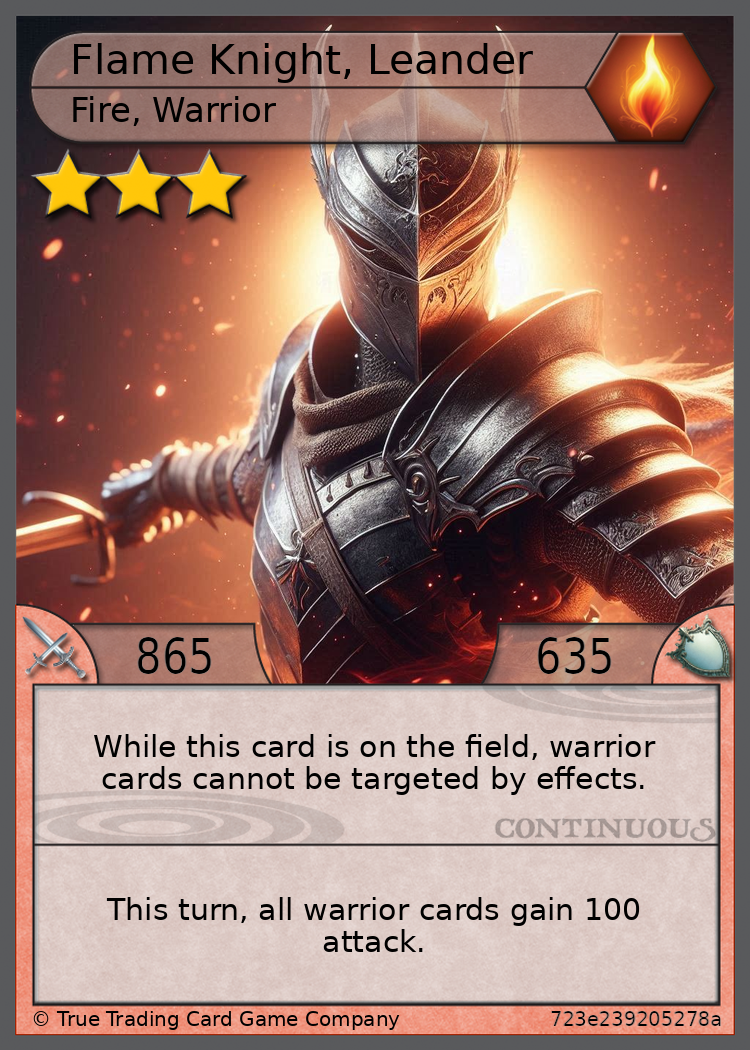 Flame Knight, Leander
Fire, Warrior
865
635
While this card is on the field, warrior
cards cannot be targeted by effects.
CONTINUOUS
This turn, all warrior cards gain 100
attack.
© True Trading Card Game Company
723e239205278a